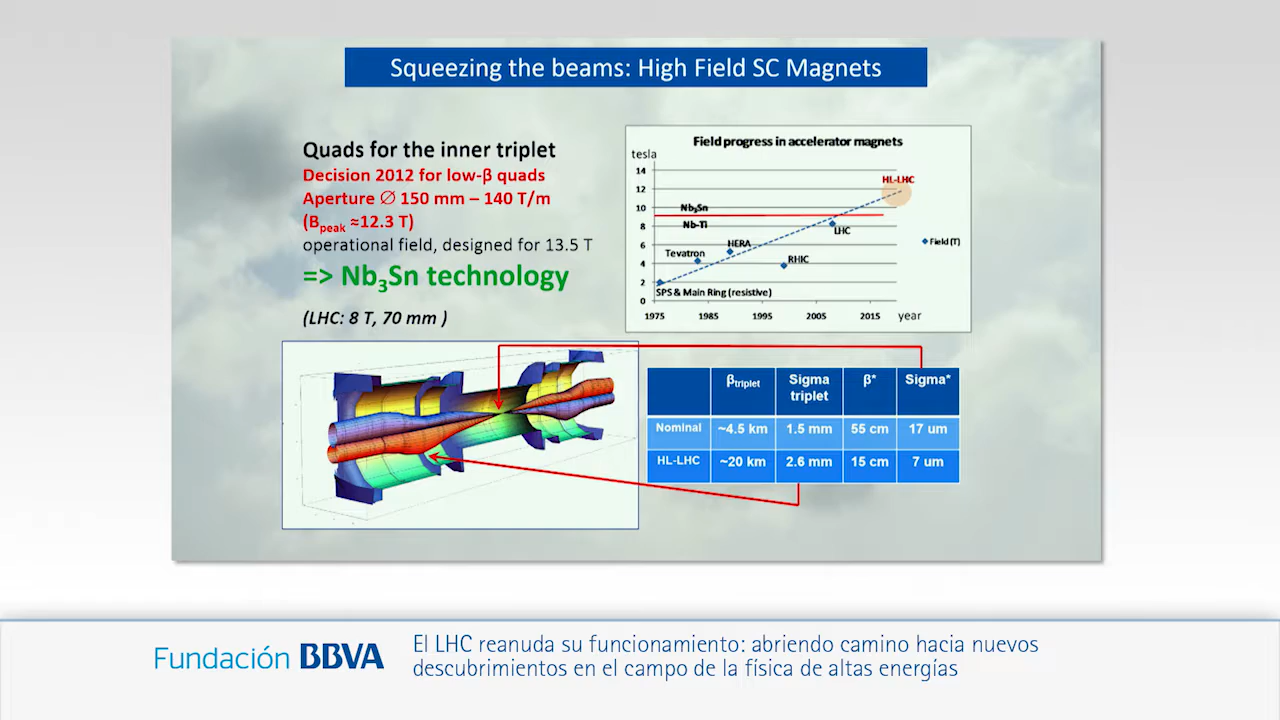 Squeezing the beams: High Field SC Magnets
Quads for the inner triplet
Decision 2012 for low-β quads
Aperture ∅ 150 mm – 140 T/m
(Bpeak ≈12.3 T)
operational field, designed for 13.5 T
=> Nb3Sn technology
(LHC: 8 T, 70 mm )
Field progress in accelerator magnets
tesla
14
12
10
8
6
4
2
0
HL-LHC
Nb3Sn
Nb-Ti
LHC
HERA
Tevatron
RHIC
Field (T)
SPS & Main Ring (resistive)
1975 1985 1995 2005 2015 year
βtriplet Sigma triplet β* Sigma*
Nominal ~4.5 km 1.5 mm 55 cm 17 um
HL-LHC ~20 km 2.6 mm 15 cm 7 um
Fundación BBVA
El LHC reanuda su funcionamiento: abriendo camino hacia nuevos
descubrimientos en el campo de la física de altas energías